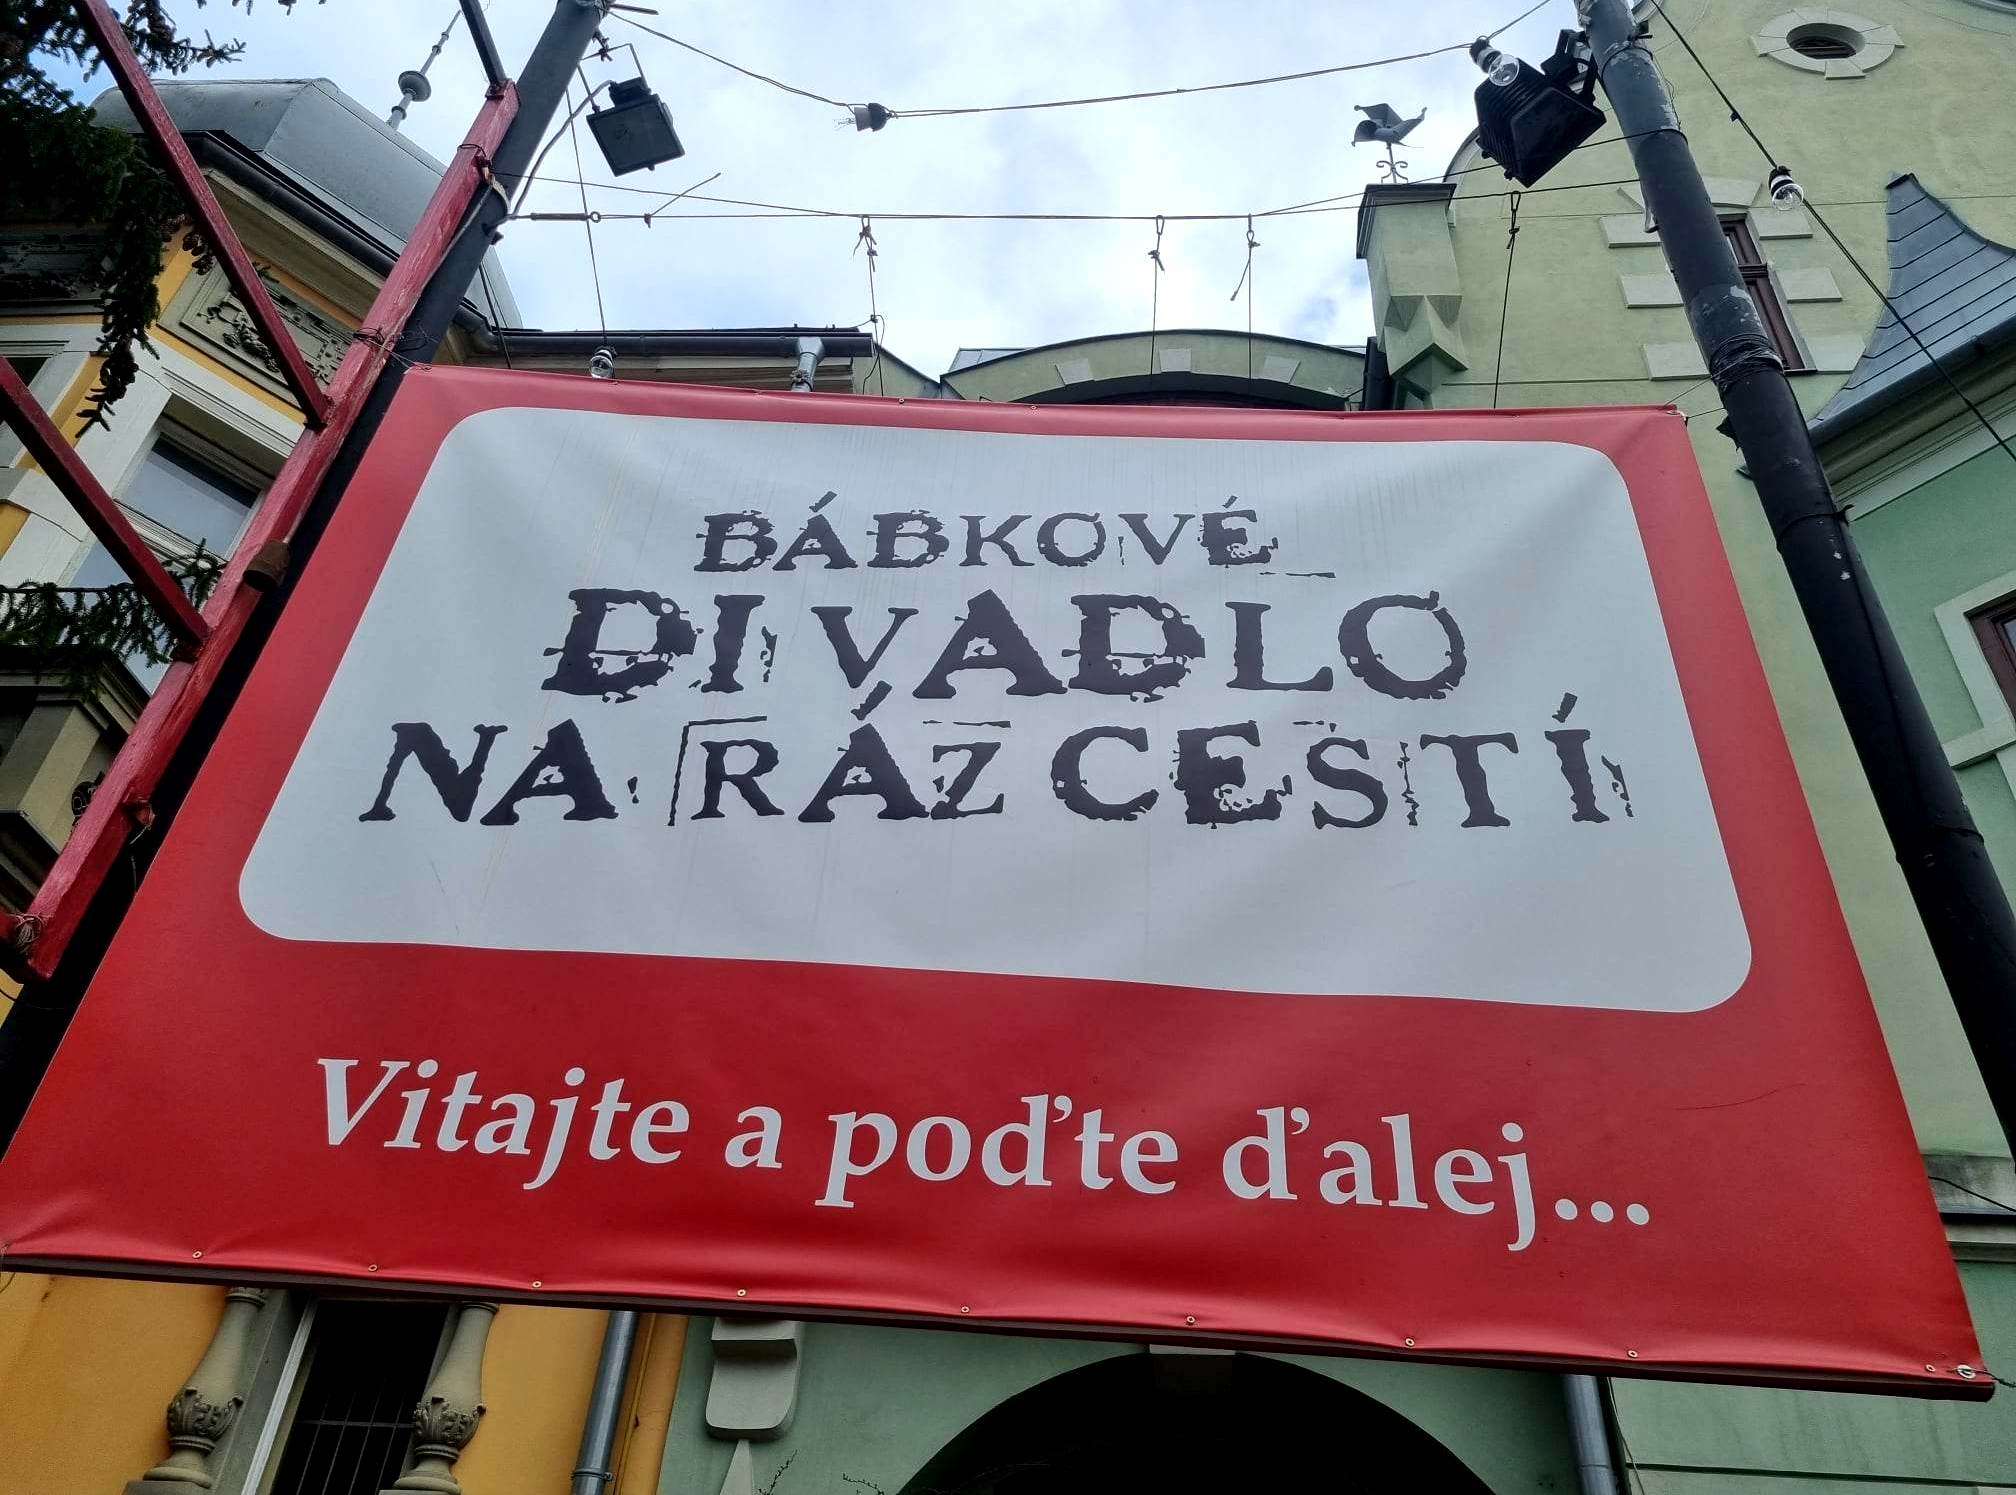 BÁBKOVÉ
DIVADLO
NA RÁZCESTÍ
Vitajte a poďte ďalej...